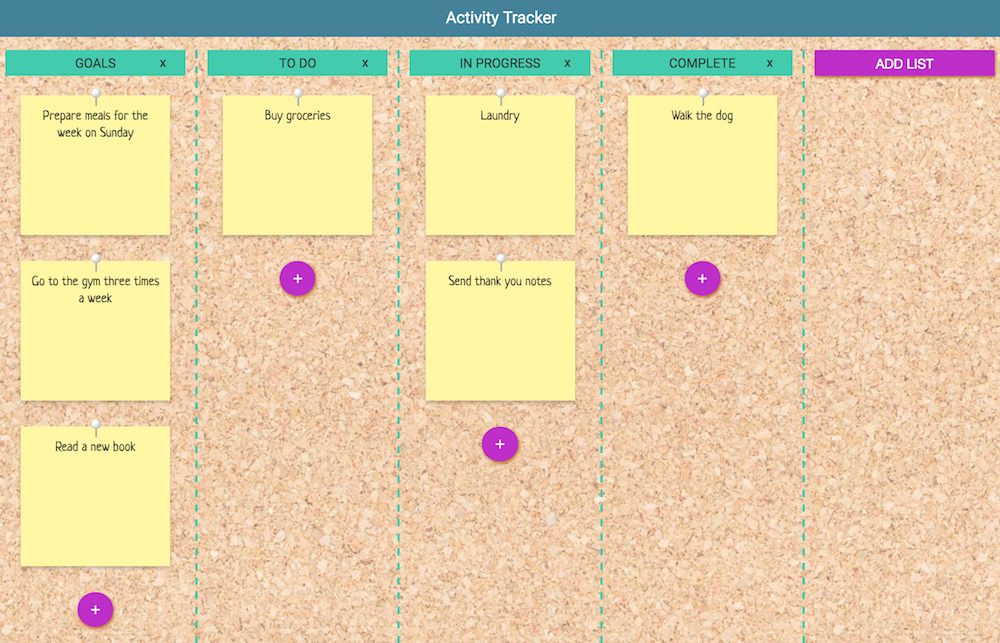 Activity Tracker
GOALS x
TO DO x
IN PROGRESS x
COMPLETE x
ADD LIST
Prepare meals for the
week on Sunday
Go to the gym three times
a week
Read a new book
+
Buy groceries
+
Laundry
Send thank you notes
+
Walk the dog
+